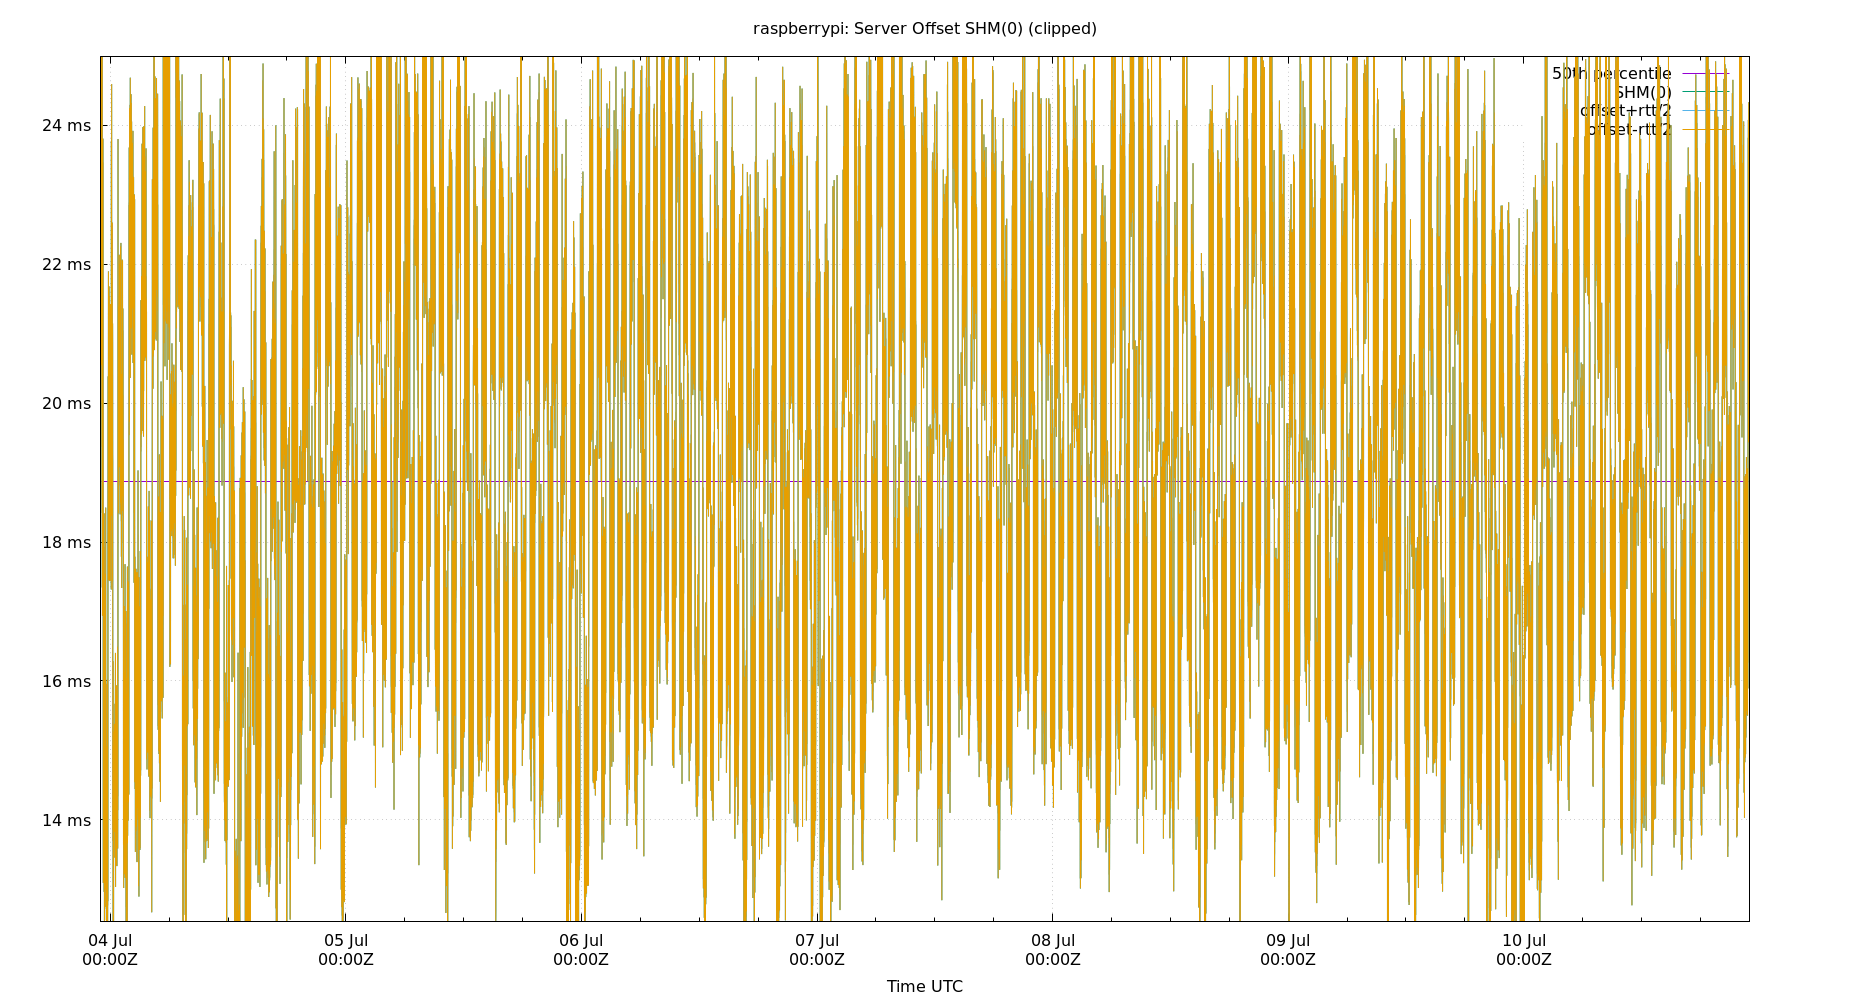 raspberrypi: Server Offset SHM(0) (clipped)
50th percentile
SHM(0)
offset+rtt/2
offset-rtt/2
24 ms
22 ms
20 ms
18 ms
16 ms
14 ms
04 Jul 05 Jul 06 Jul 07 Jul 08 Jul 09 Jul 10 Jul
00:00Z 00:00Z 00:00Z 00:00Z 00:00Z 00:00Z 00:00Z
Time UTC